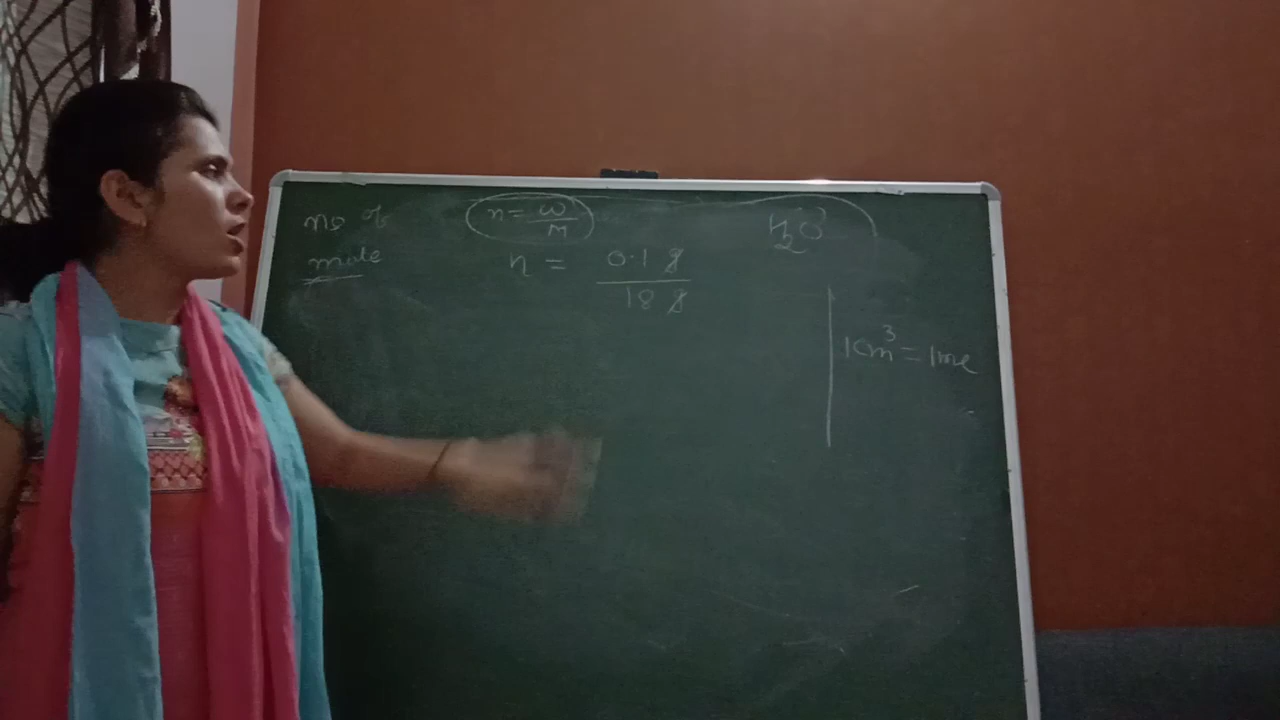 no of
mole
n = w/M
H2O
n = 0.1 g / 18 g
1cm³ = 1ml